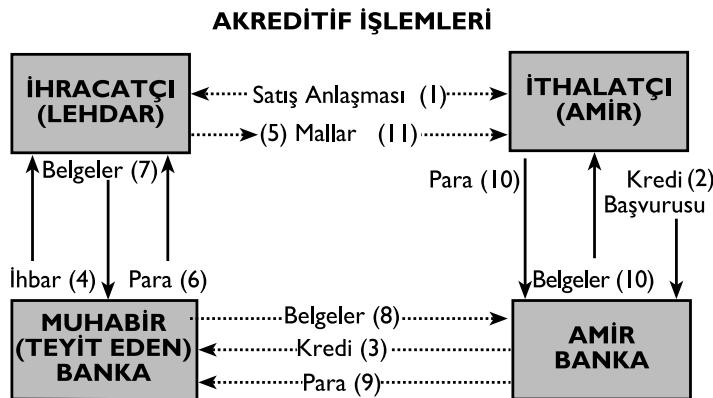 AKREDİTİF İŞLEMLERİ
İHRACATÇI
(LEHDAR)
Satış Anlaşması (1)
(5) Mallar (11)
İTHALATÇI
(AMİR)
Belgeler (7)
Para (10)
Kredi (2)
Başvurusu
İhbar (4)
Para (6)
Belgeler (10)
MUHABİR
(TEYİT EDEN)
BANKA
Belgeler (8)
Kredi (3)
Para (9)
AMİR
BANKA